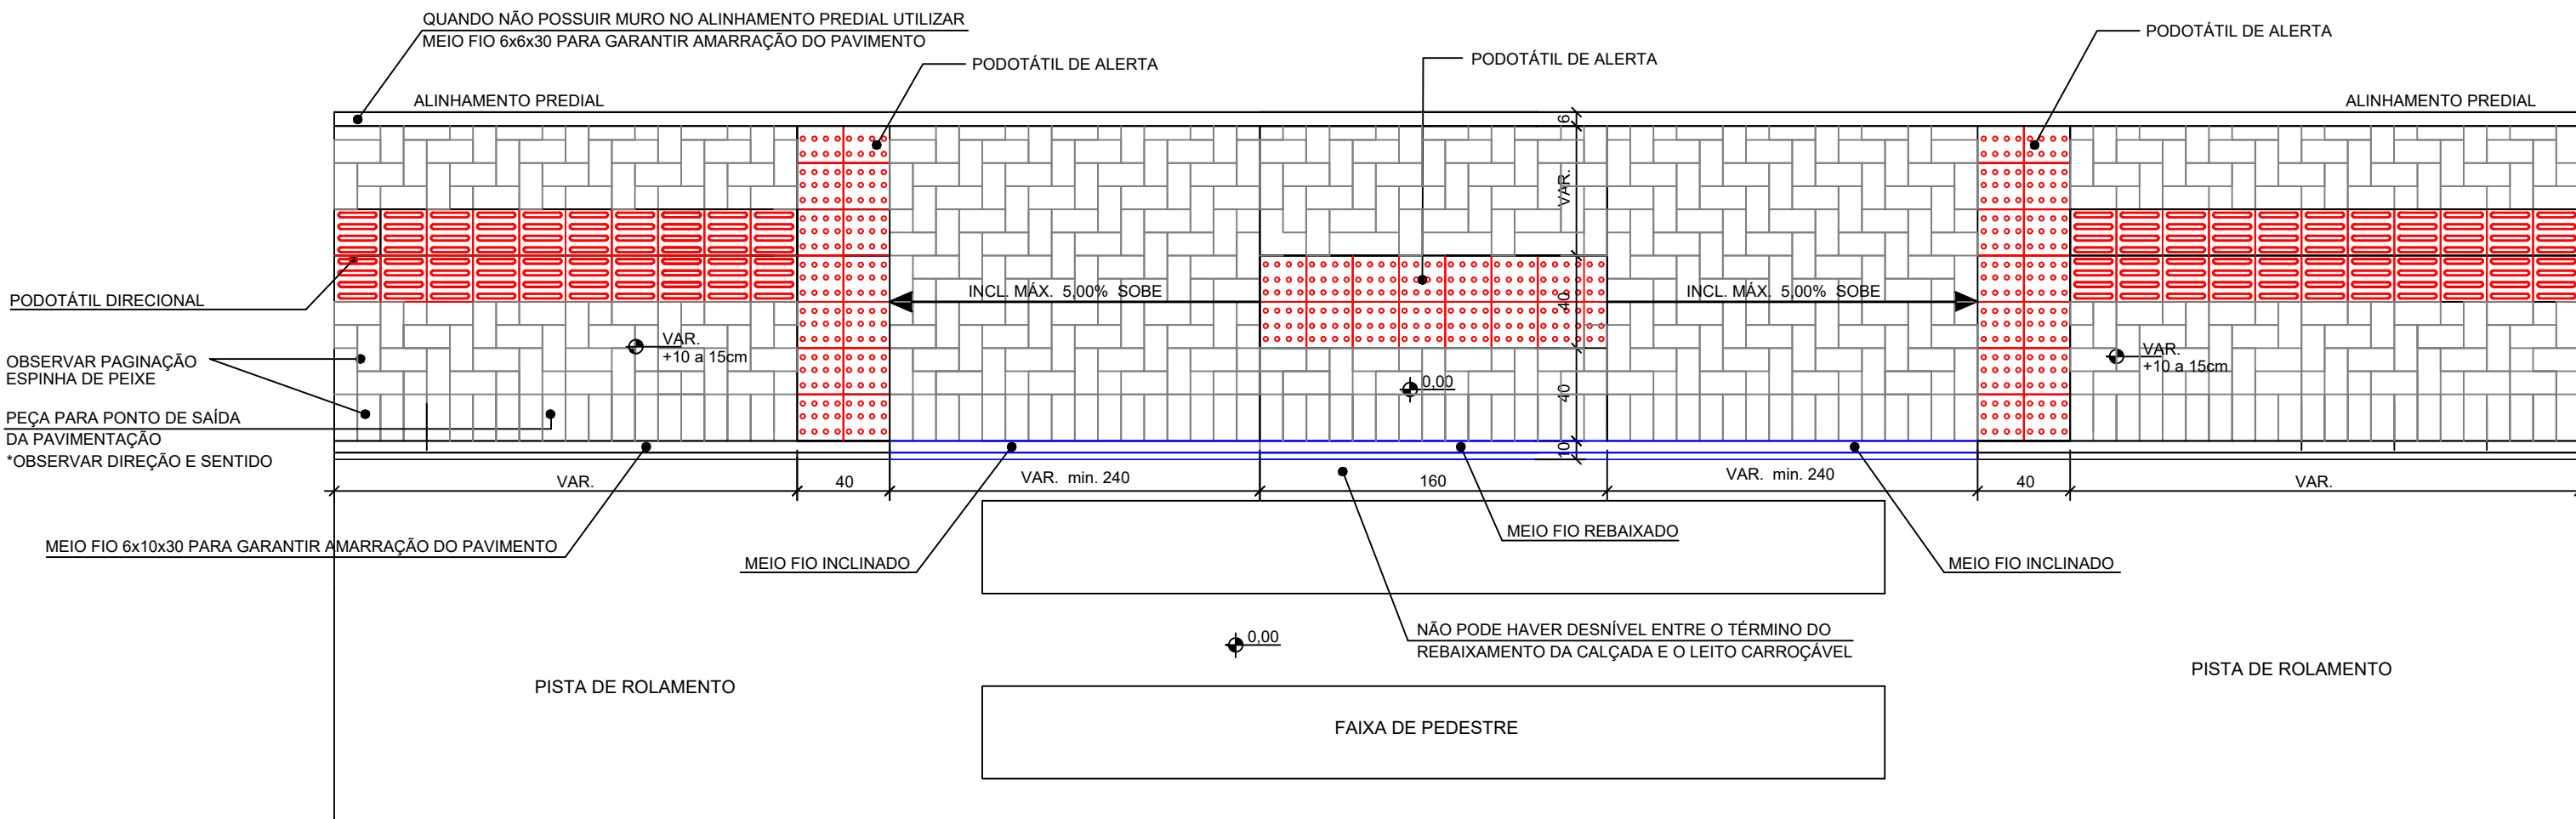 QUANDO NÃO POSSUIR MURO NO ALINHAMENTO PREDIAL UTILIZAR
MEIO FIO 6x6x30 PARA GARANTIR AMARRAÇÃO DO PAVIMENTO
PODOTÁTIL DE ALERTA
PODOTÁTIL DE ALERTA
PODOTÁTIL DE ALERTA
ALINHAMENTO PREDIAL
ALINHAMENTO PREDIAL
6
VAR.
40
40
10
PODOTÁTIL DIRECIONAL
INCL. MÁX. 5,00% SOBE
INCL. MÁX. 5,00% SOBE
VAR.
+10 a 15cm
VAR.
+10 a 15cm
OBSERVAR PAGINAÇÃO
ESPINHA DE PEIXE
0,00
PEÇA PARA PONTO DE SAÍDA
DA PAVIMENTAÇÃO
*OBSERVAR DIREÇÃO E SENTIDO
VAR.
40
VAR. min. 240
160
VAR. min. 240
40
VAR.
MEIO FIO 6x10x30 PARA GARANTIR AMARRAÇÃO DO PAVIMENTO
MEIO FIO INCLINADO
MEIO FIO REBAIXADO
MEIO FIO INCLINADO
0,00
NÃO PODE HAVER DESNÍVEL ENTRE O TÉRMINO DO
REBAIXAMENTO DA CALÇADA E O LEITO CARROÇÁVEL
PISTA DE ROLAMENTO
PISTA DE ROLAMENTO
FAIXA DE PEDESTRE